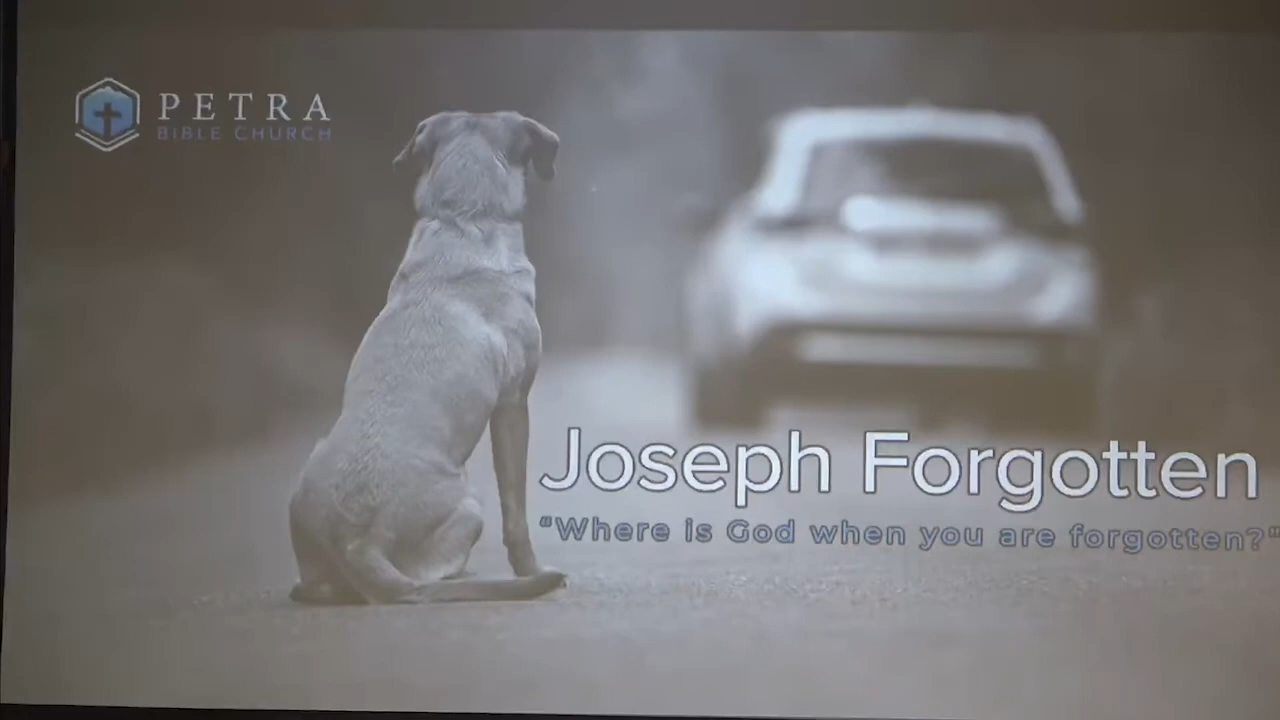 PETRA
BIBLE CHURCH
Joseph Forgotten
“Where is God when you are forgotten?”